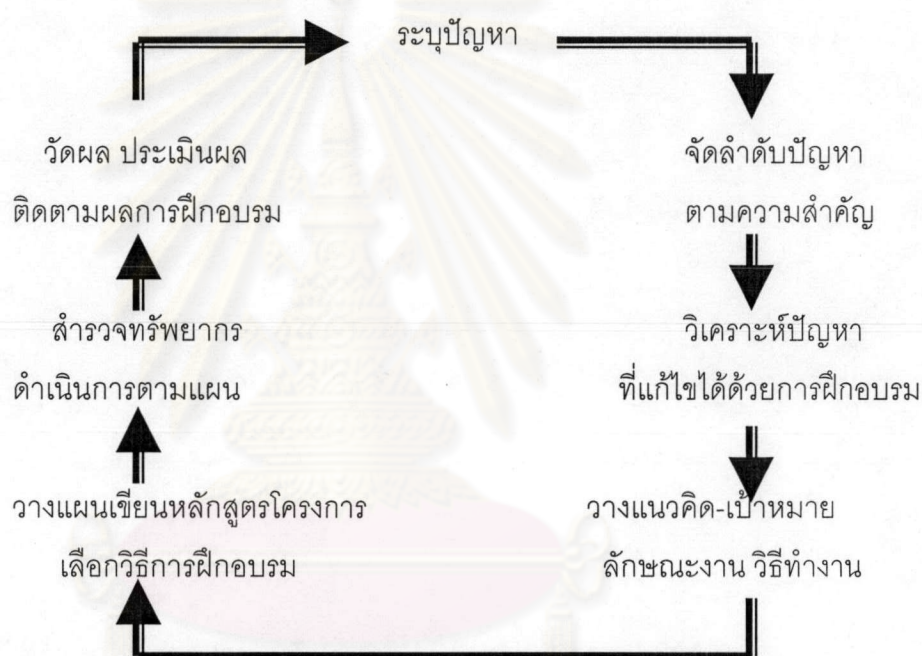 ระบุปัญหา
จัดลำดับปัญหา
ตามความสำคัญ
วิเคราะห์ปัญหา
ที่แก้ไขได้ด้วยการฝึกอบรม
วางแนวคิด-เป้าหมาย
ลักษณะงาน วิธีทำงาน
วางแผนเขียนหลักสูตรโครงการ
เลือกวิธีการฝึกอบรม
สำรวจทรัพยากร
ดำเนินการตามแผน
วัดผล ประเมินผล
ติดตามผลการฝึกอบรม